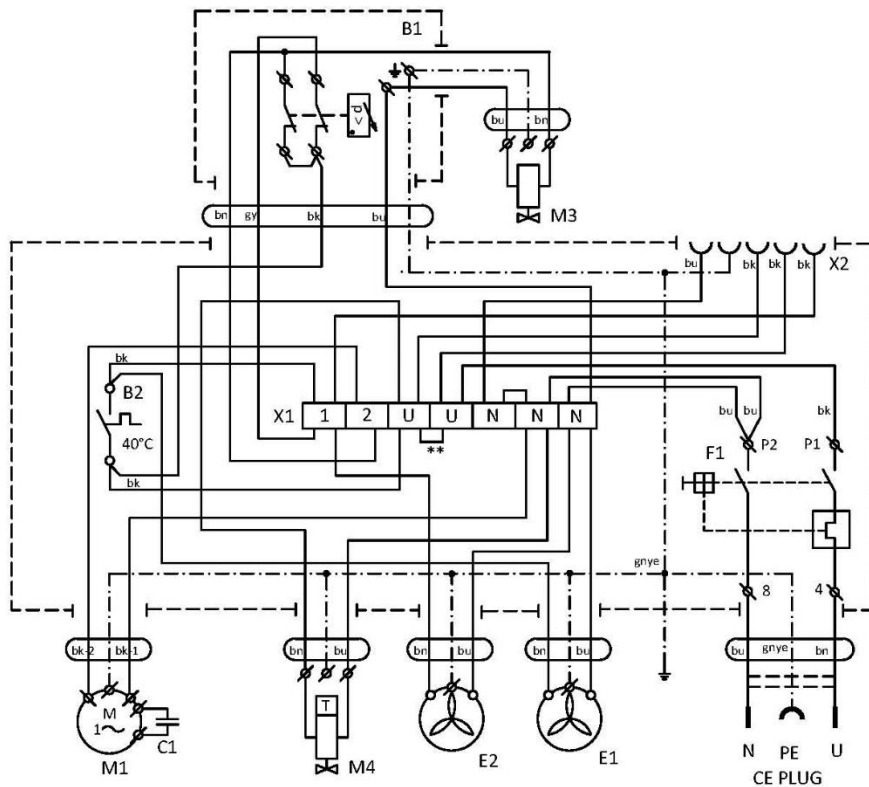 B1
< p
bu bn
M3
bn gy bk bu
X2
bu bk bk
bk
B2
40°C
bk
X1 1 2 U U N N N
**
bu bu bk
P2 P1
F1
gnye
8 4
bk-2 bk-1 bn bu bn bu bn bu bu gnye bn
M
1~
C1
M1
T
M4
E2
E1
N PE U
CE PLUG